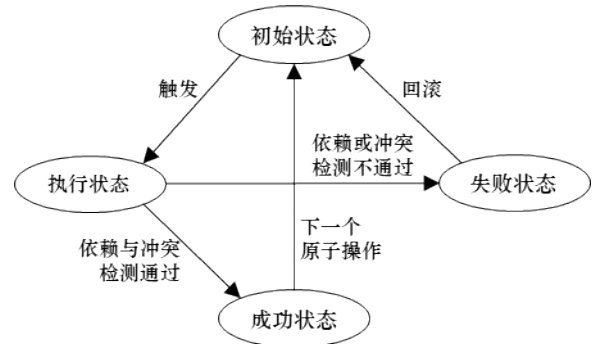 初始状态
触发
回滚
依赖或冲突
检测不通过
执行状态
失败状态
下一个
原子操作
依赖与冲突
检测通过
成功状态